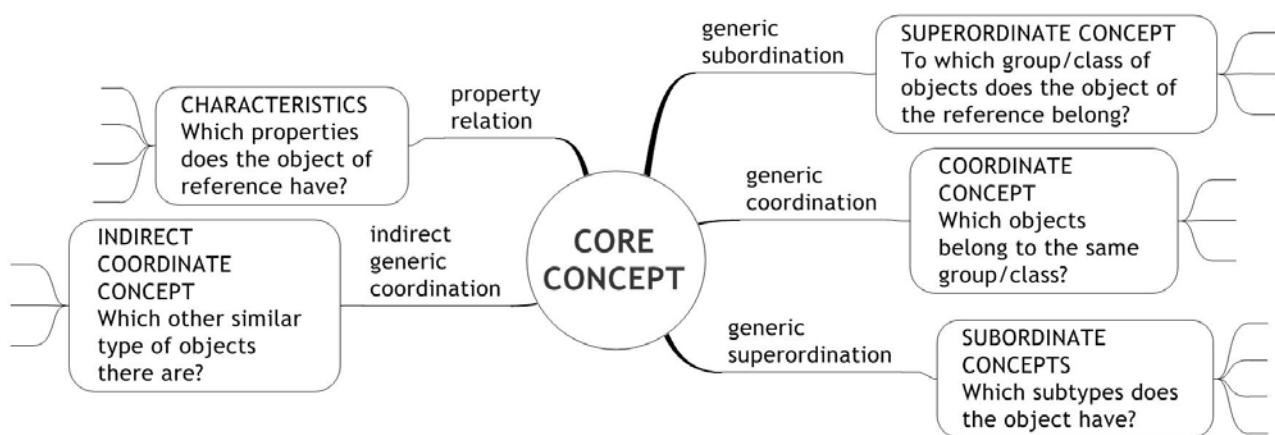 generic
subordination
SUPERORDINATE CONCEPT
To which group/class of
objects does the object of
the reference belong?
CHARACTERISTICS
Which properties
does the object of
reference have?
property
relation
generic
coordination
COORDINATE
CONCEPT
Which objects
belong to the same
group/class?
INDIRECT
COORDINATE
CONCEPT
Which other similar
type of objects
there are?
indirect
generic
coordination
CORE
CONCEPT
generic
superordination
SUBORDINATE
CONCEPTS
Which subtypes does
the object have?